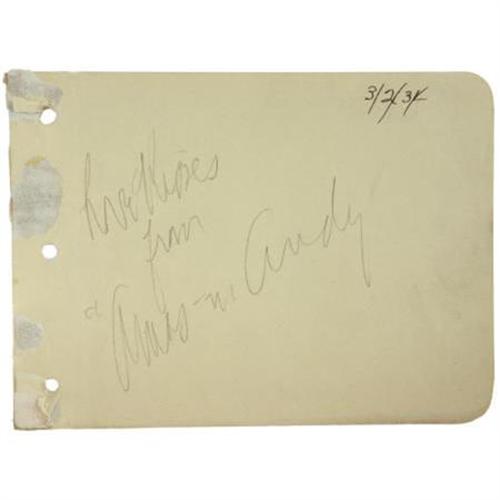 3/2/34
Love & Kisses
from
"Amos 'n' Andy